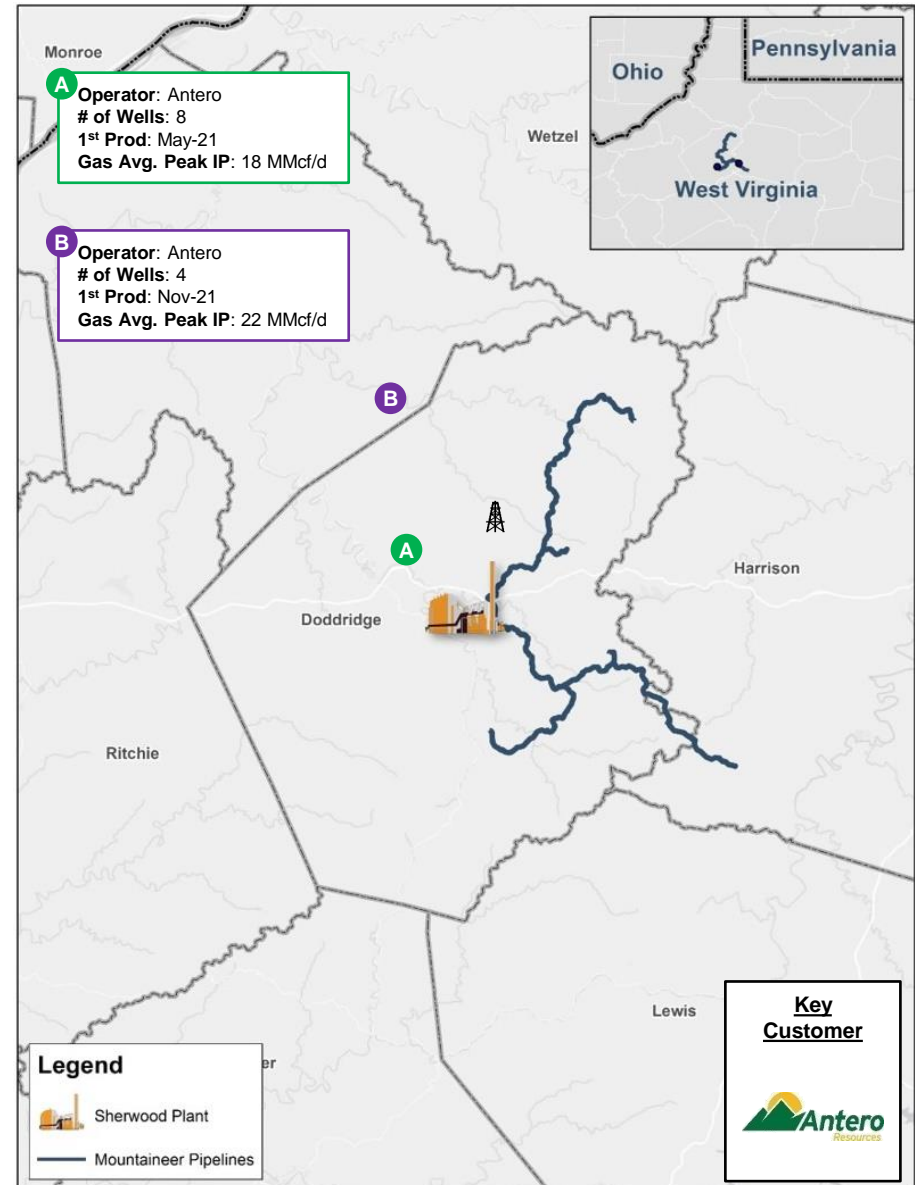 Monroe
A
Operator: Antero
# of Wells: 8
1st Prod: May-21
Gas Avg. Peak IP: 18 MMcf/d
Wetzel
Ohio
Pennsylvania
West Virginia
B
Operator: Antero
# of Wells: 4
1st Prod: Nov-21
Gas Avg. Peak IP: 22 MMcf/d
B
A
Harrison
Doddridge
Ritchie
Lewis
Key
Customer
Antero
Resources
Legend
er
Sherwood Plant
Mountaineer Pipelines